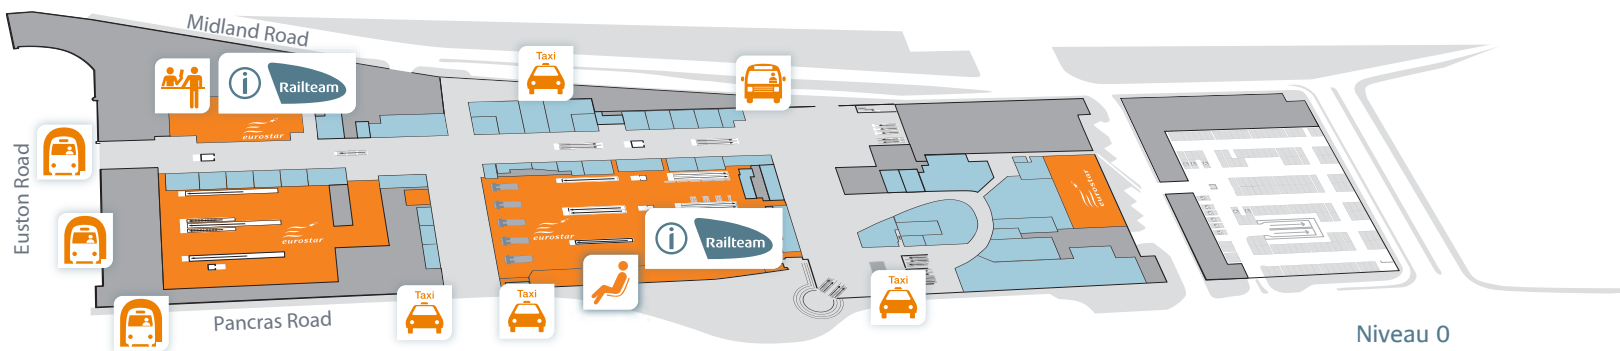 Midland Road
Taxi
Railteam
eurostar
Euston Road
eurostar
eurostar
eurostar
Railteam
Taxi
Taxi
Taxi
Pancras Road
Niveau 0